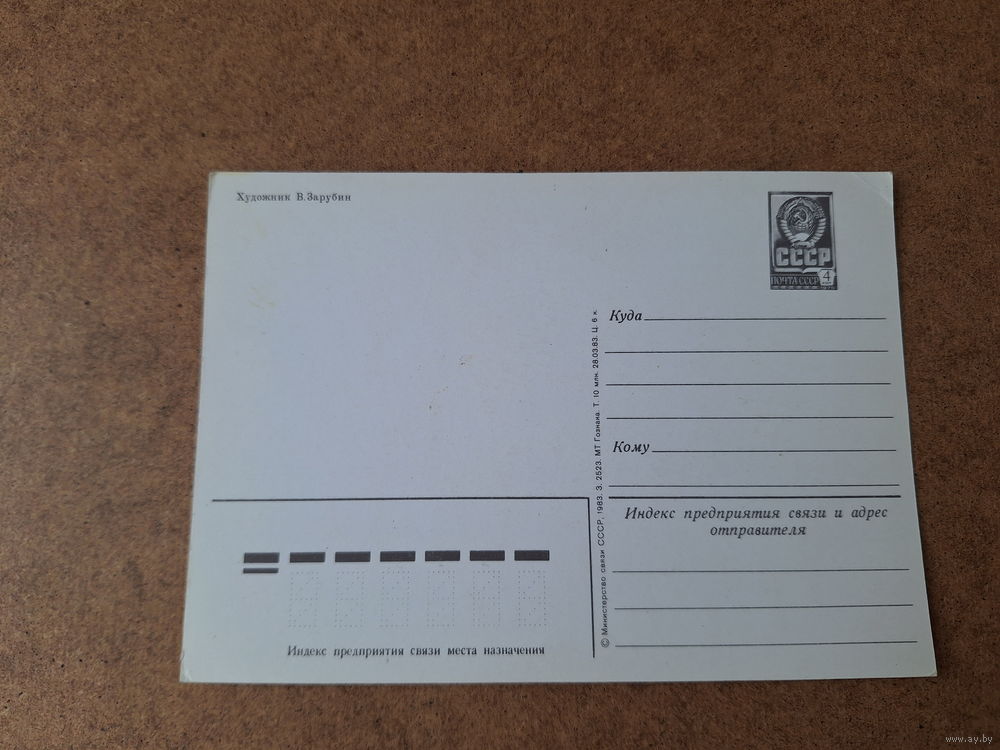 Художник В. Зарубин
СССР
ПОЧТА СССР
4
Куда
Кому
© Министерство связи СССР, 1983. З. 2523. МТ Гознака. Т. 10 млн. 28.03.83. Ц. 6 к.
Индекс предприятия связи и адрес
отправителя
Индекс предприятия связи места назначения
www.ay.by